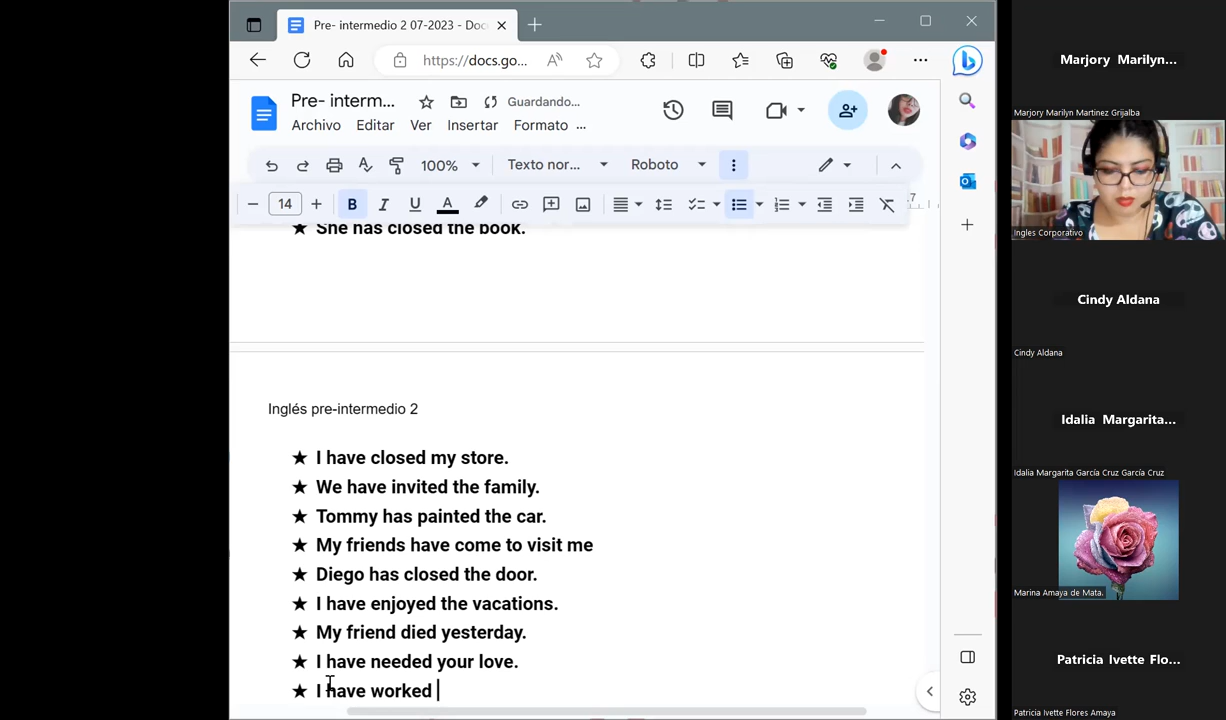 Pre- intermedio 2 07-2023 - Doc
https://docs.go...
Pre- interm...
Guardando...
Archivo Editar Ver Insertar Formato ...
100% Texto nor... Roboto
14 B I U A
7
She has closed the book.
Inglés pre-intermedio 2
★ I have closed my store.
★ We have invited the family.
★ Tommy has painted the car.
★ My friends have come to visit me
★ Diego has closed the door.
★ I have enjoyed the vacations.
★ My friend died yesterday.
★ I have needed your love.
★ I have worked
Marjory Marilyn...
Marjory Marilyn Martinez Grijalba
Ingles Corporativo
Cindy Aldana
Cindy Aldana
Idalia Margarita...
Idalia Margarita García Cruz García Cruz
Marina Amaya de Mata.
Patricia Ivette Flo...
Patricia Ivette Flores Amaya